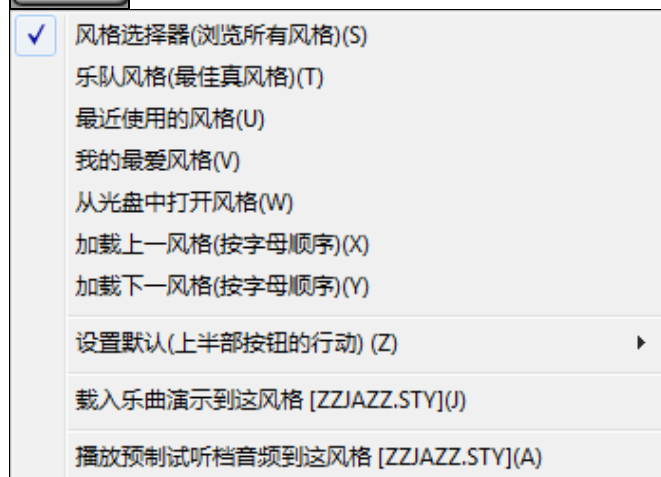 风格选择器(浏览所有风格)(S)
乐队风格(最佳真风格)(T)
最近使用的风格(U)
我的最爱风格(V)
从光盘中打开风格(W)
加载上一风格(按字母顺序)(X)
加载下一风格(按字母顺序)(Y)
设置默认(上半部按钮的行动) (Z)
载入乐曲演示到这风格 [ZZJAZZ.STY](J)
播放预制试听档音频到这风格 [ZZJAZZ.STY](A)